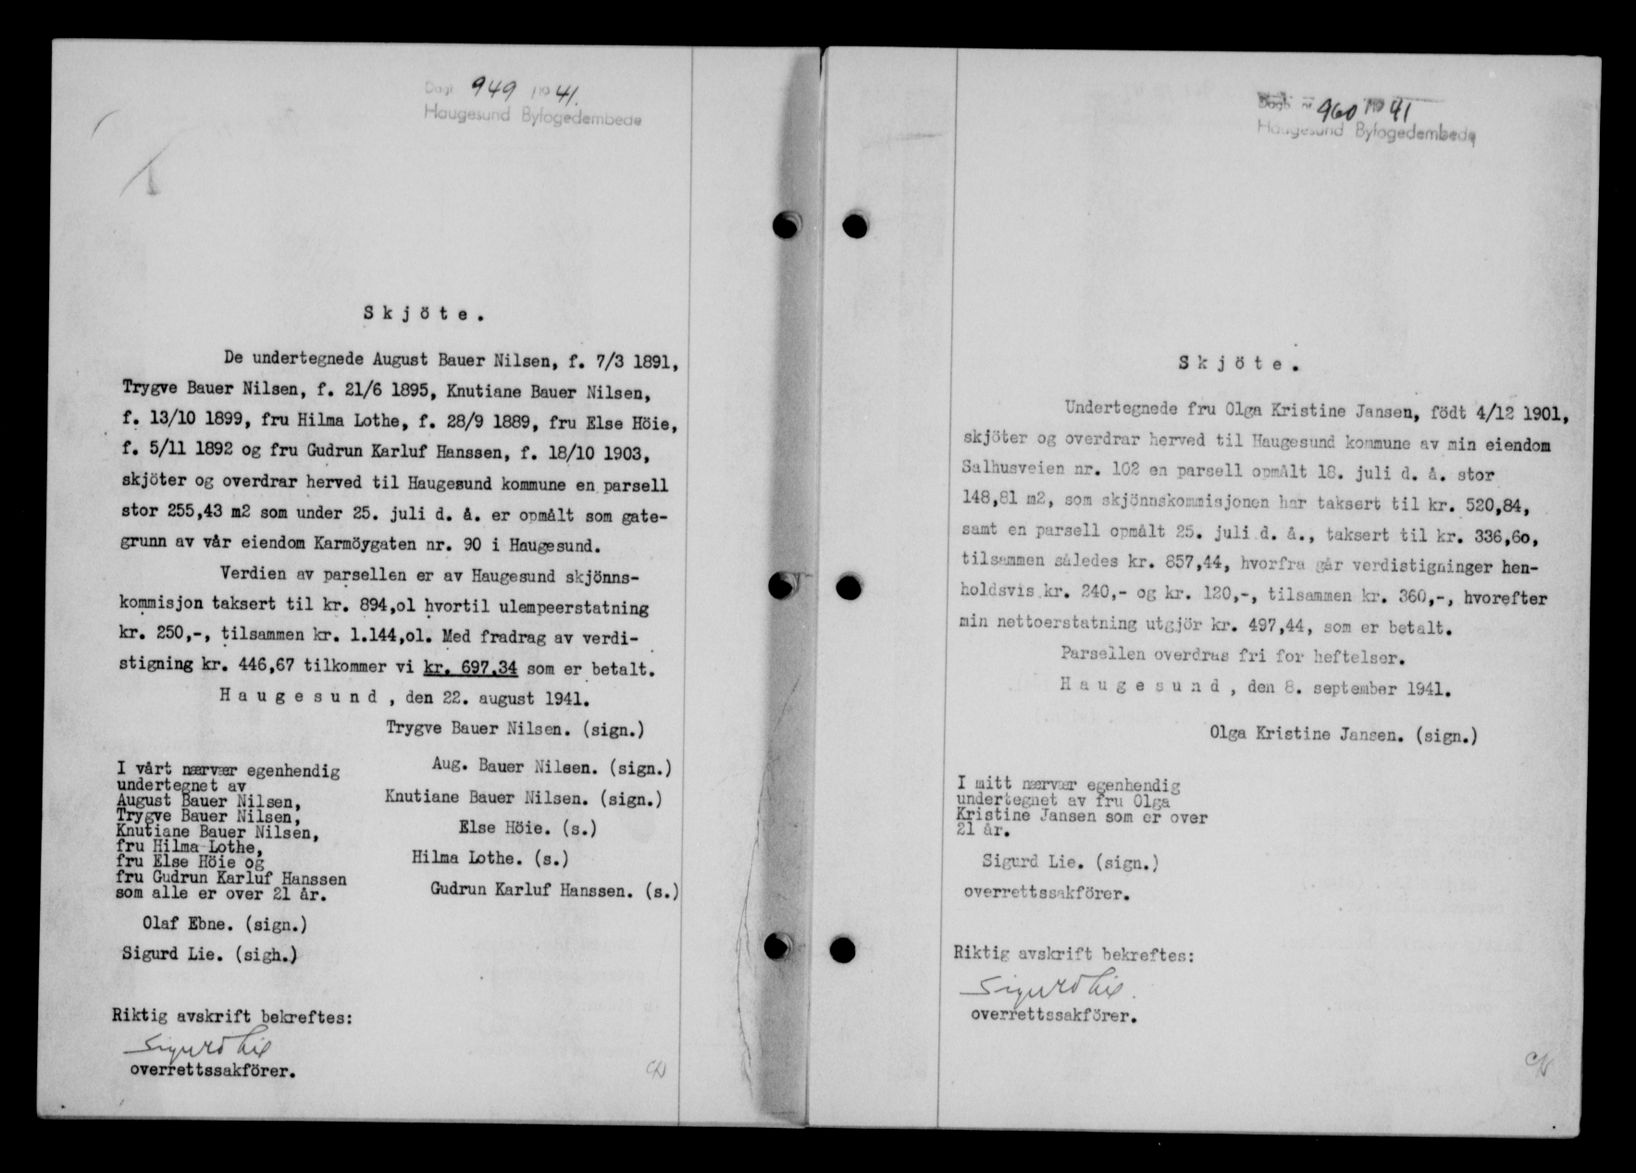 Dagb 949 1941.
Haugesund Byfogedembede
Skjöte.
De undertegnede August Bauer Nilsen, f. 7/3 1891,
Trygve Bauer Nilsen, f. 21/6 1895, Knutiane Bauer Nilsen,
f. 13/10 1899, fru Hilma Lothe, f. 28/9 1889, fru Else Höie,
f. 5/11 1892 og fru Gudrun Karluf Hanssen, f. 18/10 1903,
skjöter og overdrar herved til Haugesund kommune en parsell
stor 255,43 m2 som under 25. juli d. å. er opmålt som gate-
grunn av vår eiendom Karmöygaten nr. 90 i Haugesund.
Verdien av parsellen er av Haugesund skjönns-
kommisjon taksert til kr. 894,o1 hvortil ulempeerstatning
kr. 250,-, tilsammen kr. 1.144,o1. Med fradrag av verdi-
stigning kr. 446,67 tilkommer vi kr. 697.34 som er betalt.
Haugesund, den 22. august 1941.
Trygve Bauer Nilsen. (sign.)
Aug. Bauer Nilsen. (sign.)
Knutiane Bauer Nilsen. (sign.)
Else Höie. (s.)
Hilma Lothe. (s.)
Gudrun Karluf Hanssen. (s.)
I vårt nærvær egenhendig
undertegnet av
August Bauer Nilsen,
Trygve Bauer Nilsen,
Knutiane Bauer Nilsen,
fru Hilma Lothe,
fru Else Höie og
fru Gudrun Karluf Hanssen
som alle er over 21 år.
Olaf Ebne. (sign.)
Sigurd Lie. (sigh.)
Riktig avskrift bekreftes:
Sigurd Lie
overrettssakförer.
Dagb nr 960 1941
Haugesund Byfogedembede
Skjöte.
Undertegnede fru Olga Kristine Jansen, födt 4/12 1901,
skjöter og overdrar herved til Haugesund kommune av min eiendom
Salhusveien nr. 102 en parsell opmålt 18. juli d. å. stor
148,81 m2, som skjönnskommisjonen har taksert til kr. 520,84,
samt en parsell opmålt 25. juli d. å., taksert til kr. 336,6o,
tilsammen således kr. 857,44, hvorfra går verdistigninger hen-
holdsvis kr. 240,- og kr. 120,-, tilsammen kr. 360,-, hvorefter
min nettoerstatning utgjör kr. 497,44, som er betalt.
Parsellen overdras fri for heftelser.
Haugesund, den 8. september 1941.
Olga Kristine Jansen. (sign.)
I mitt nærvær egenhendig
undertegnet av fru Olga
Kristine Jansen som er over
21 år.
Sigurd Lie. (sign.)
overrettssakförer.
Riktig avskrift bekreftes:
Sigurd Lie.
overrettssakförer.